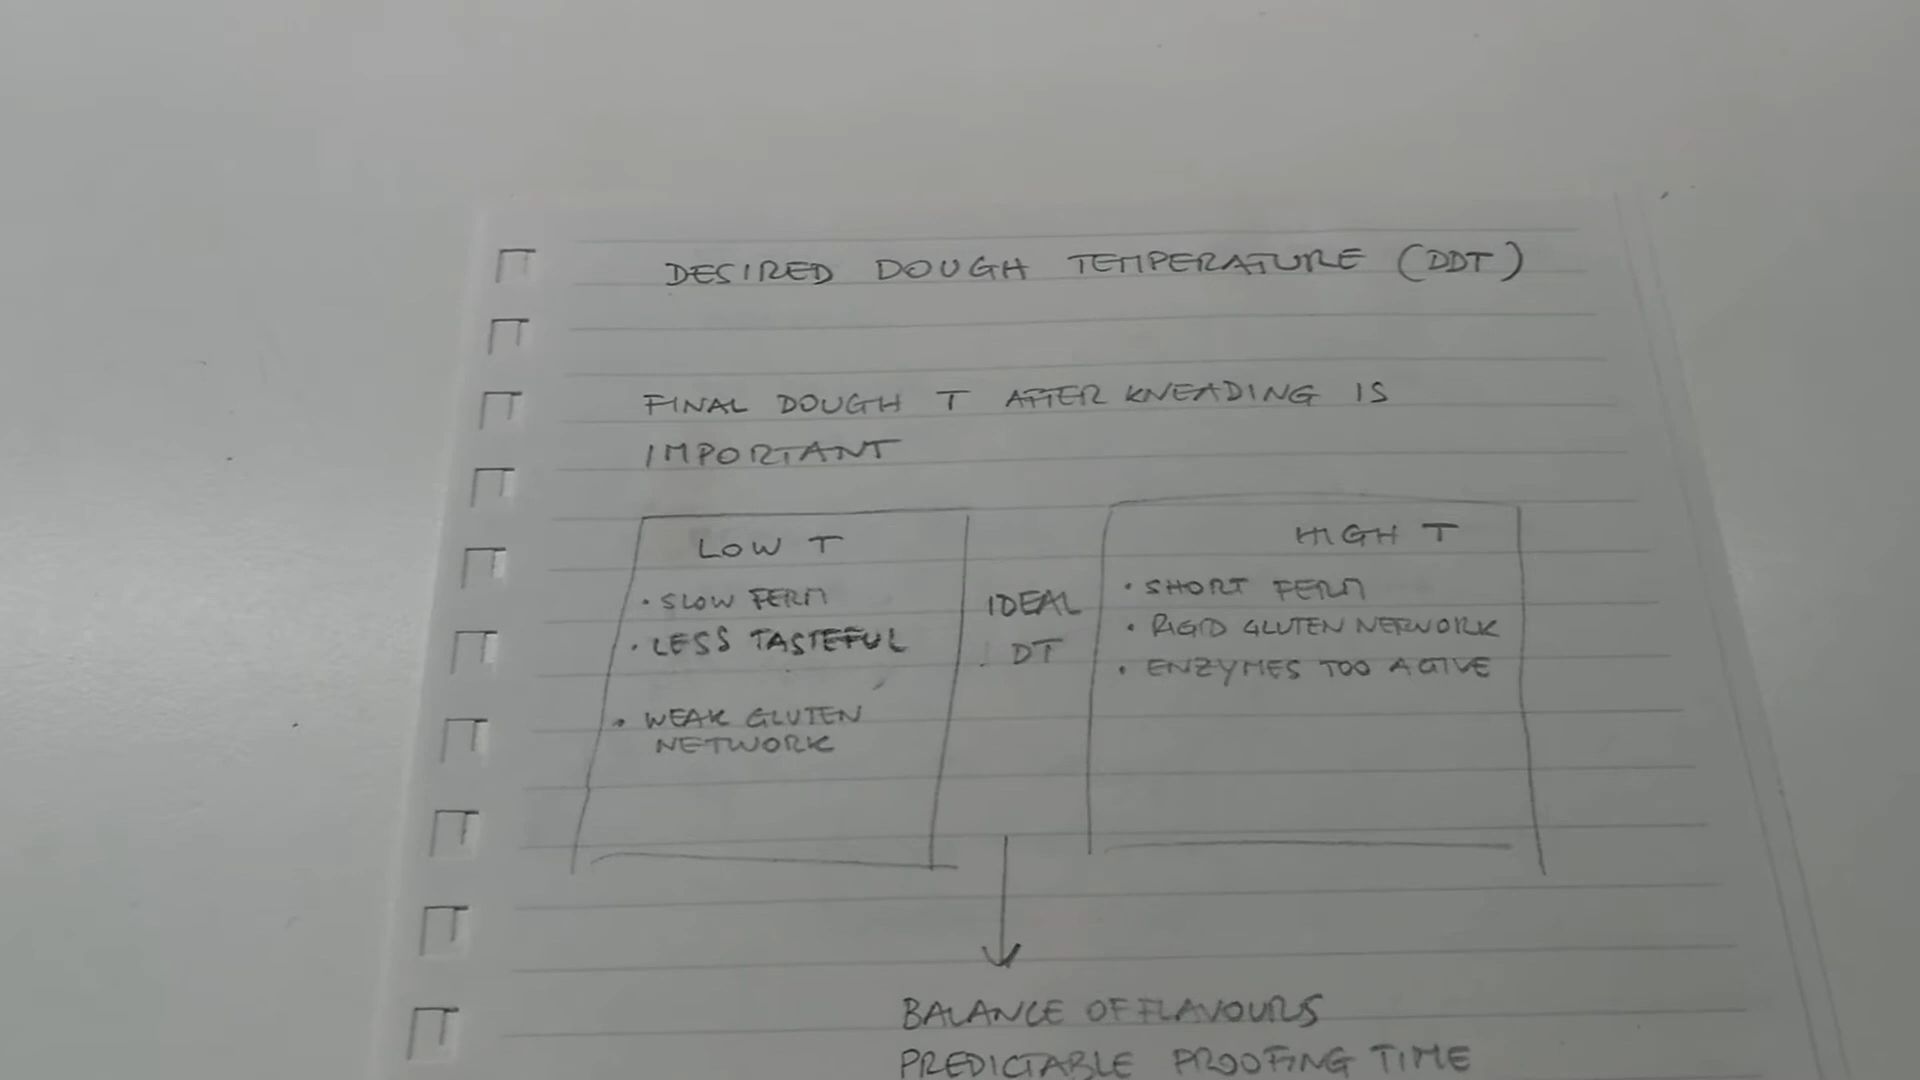 DESIRED DOUGH TEMPERATURE (DDT)
FINAL DOUGH T AFTER KNEADING IS
IMPORTANT
LOW T
• SLOW FERM
• LESS TASTEFUL
• WEAK GLUTEN
NETWORK
IDEAL
DT
HIGH T
• SHORT FERM
• RIGID GLUTEN NETWORK
• ENZYMES TOO ACTIVE
BALANCE OF FLAVOURS
PREDICTABLE PROOFING TIME